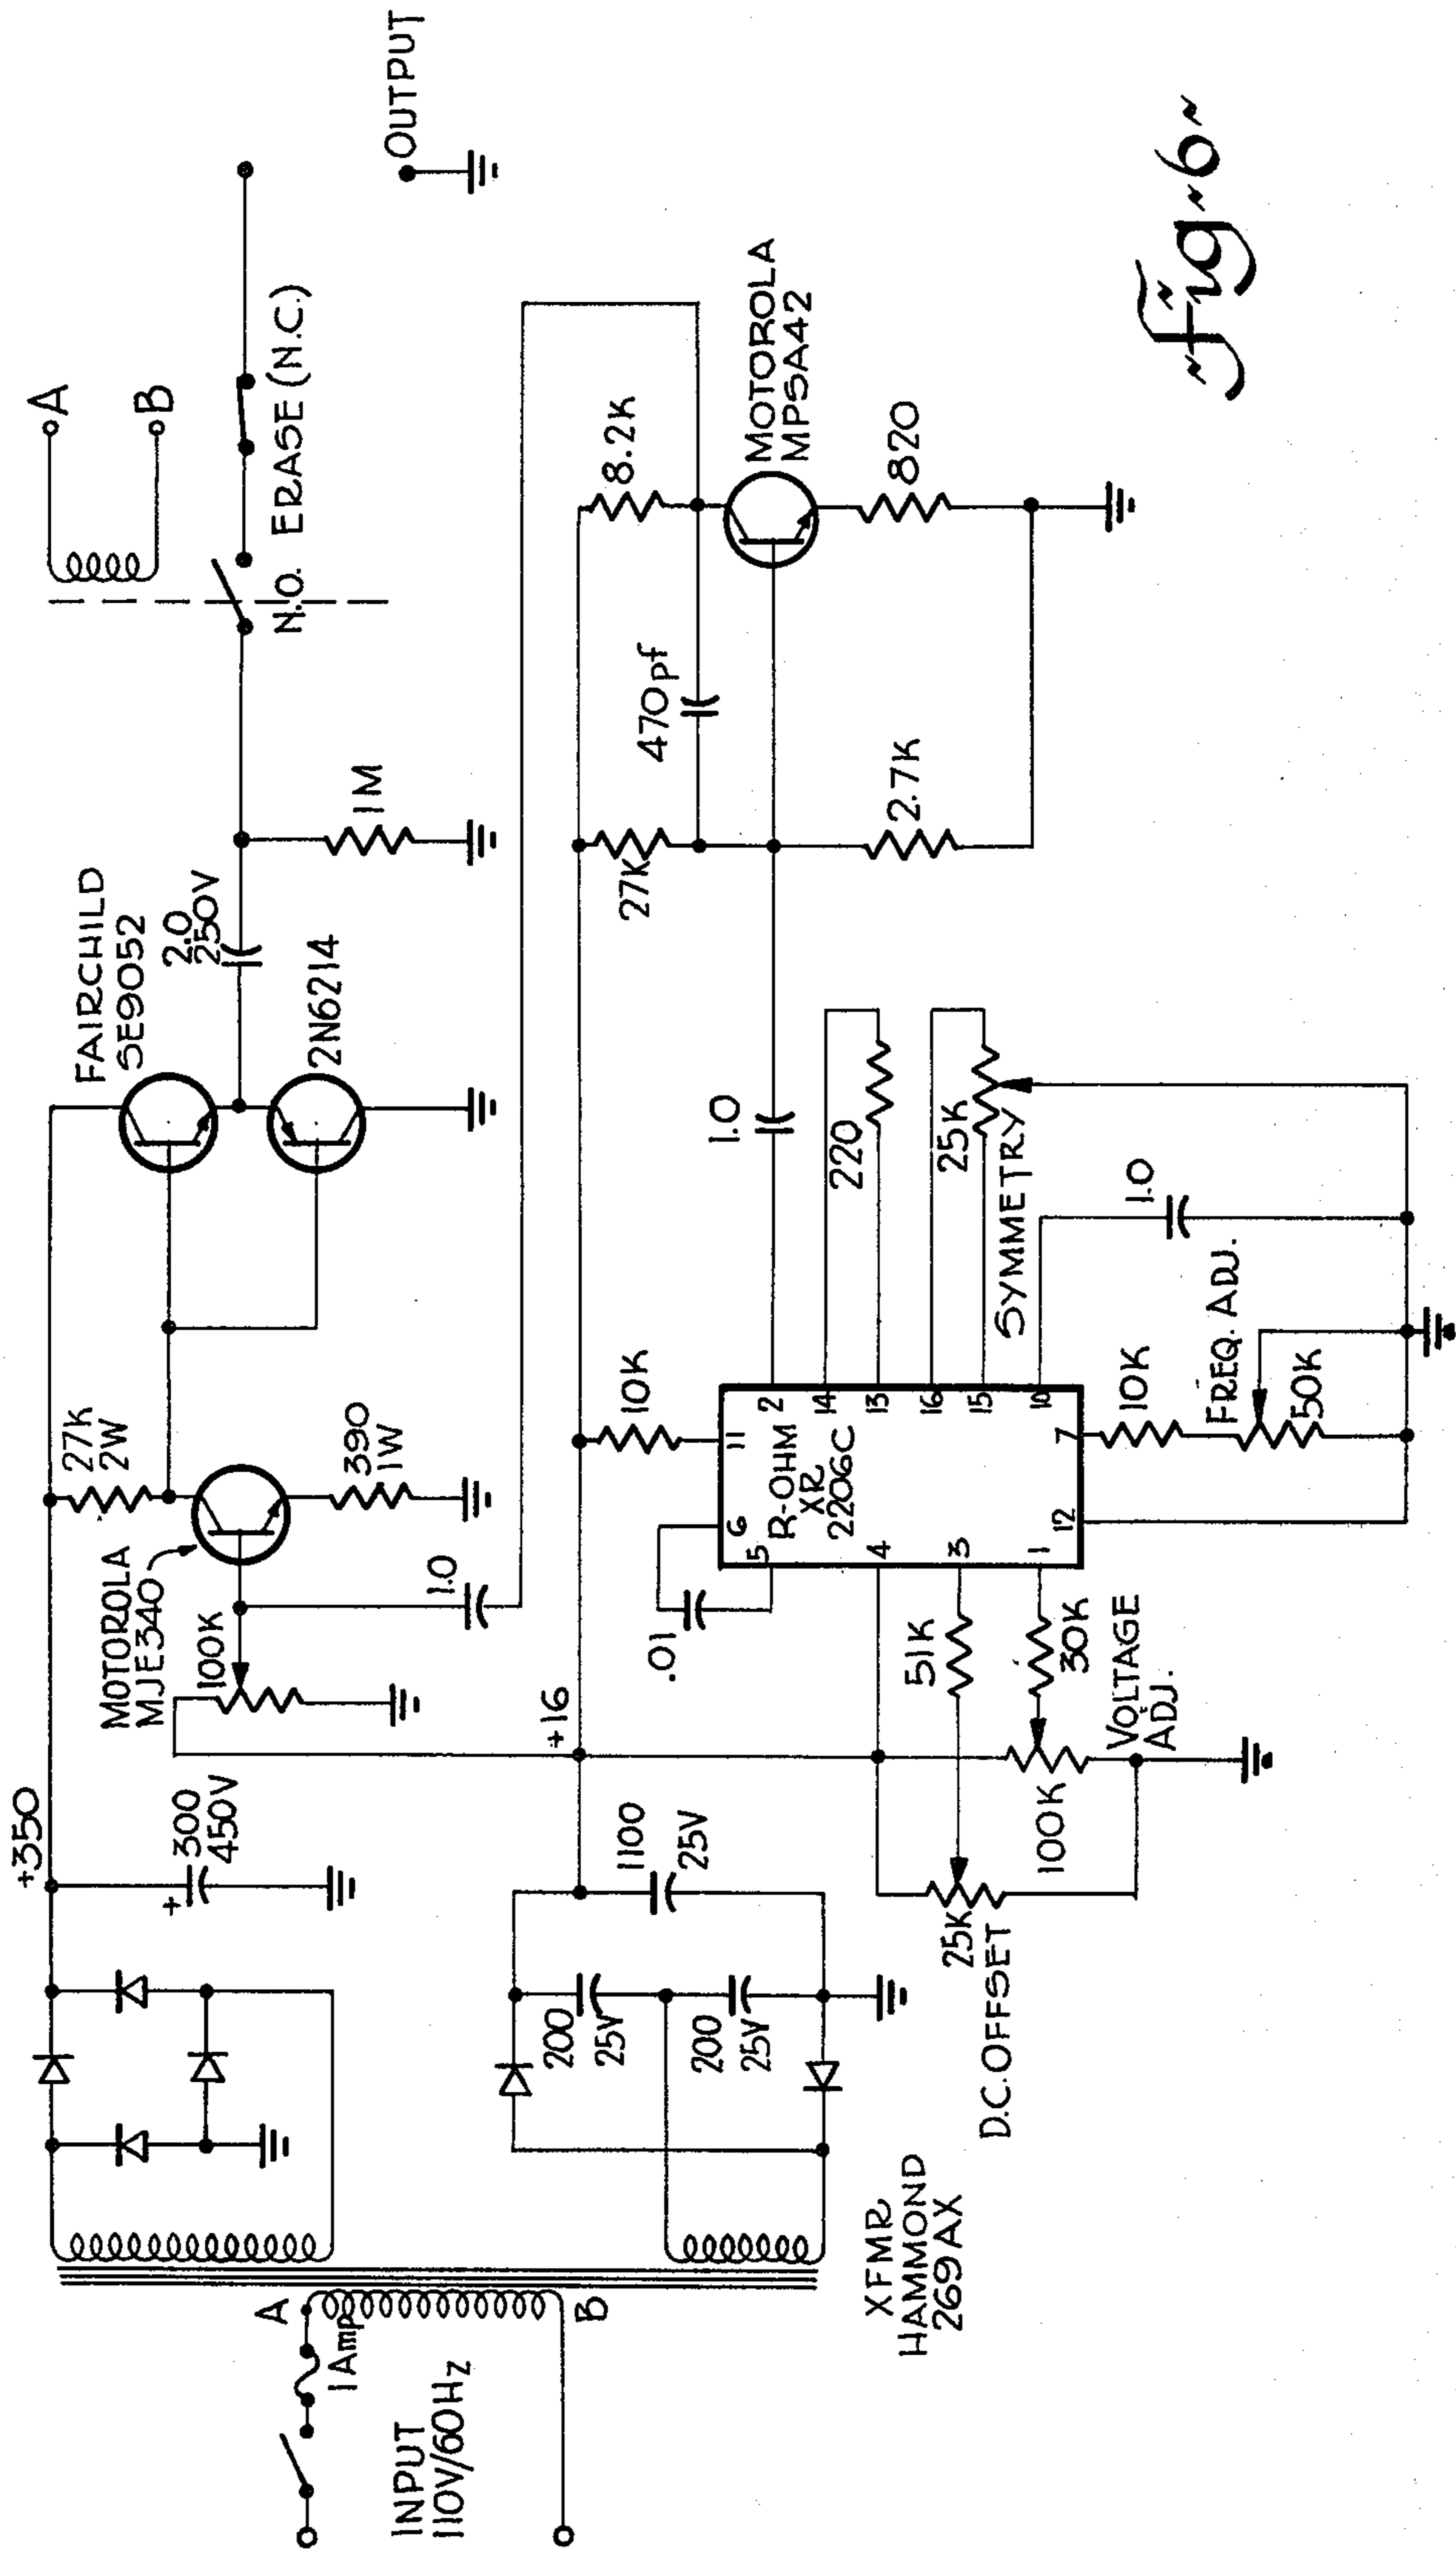 INPUT
110V/60Hz
1 Amp
A
B
XFMR
HAMMOND
269AX
+350
300
450V
+
200
25V
200
25V
1100
25V
+16
MOTOROLA
MJE340
100K
27K
2W
390
1W
1.0
FAIRCHILD
SE9052
2N6214
2.0
250V
1M
N.O. ERASE (N.C.)
A
B
OUTPUT
D.C. OFFSET
25K
100K
VOLTAGE
ADJ.
51K
30K
.01
10K
R-OHM
XR
2206C
6
11
5
4
3
1
12
7
2
14
13
16
15
10
10K
FREQ. ADJ.
50K
1.0
SYMMETRY
25K
220
1.0
27K
470pf
2.7K
8.2K
MOTOROLA
MPSA42
820
fig 6